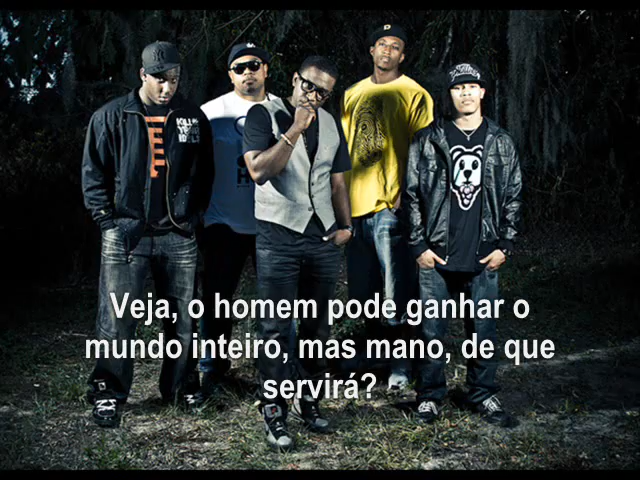 Veja, o homem pode ganhar o
mundo inteiro, mas mano, de que
servirá?